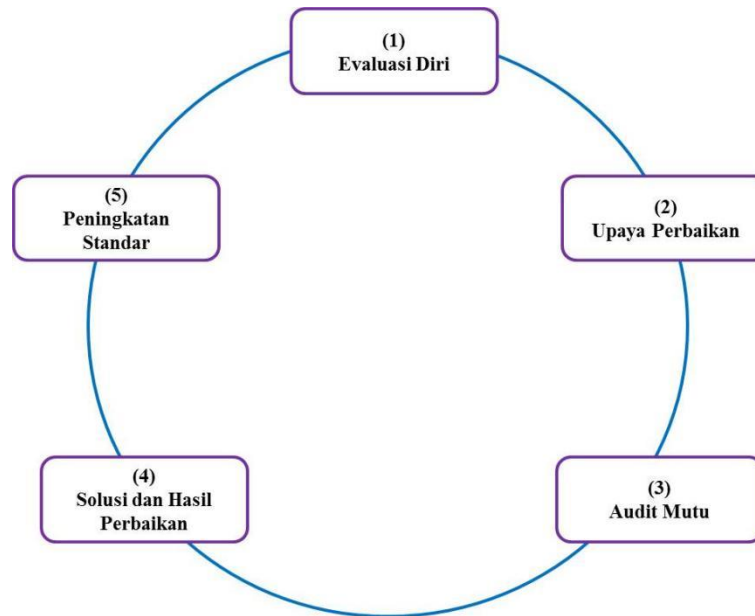 (1)
Evaluasi Diri
(2)
Upaya Perbaikan
(3)
Audit Mutu
(4)
Solusi dan Hasil
Perbaikan
(5)
Peningkatan
Standar